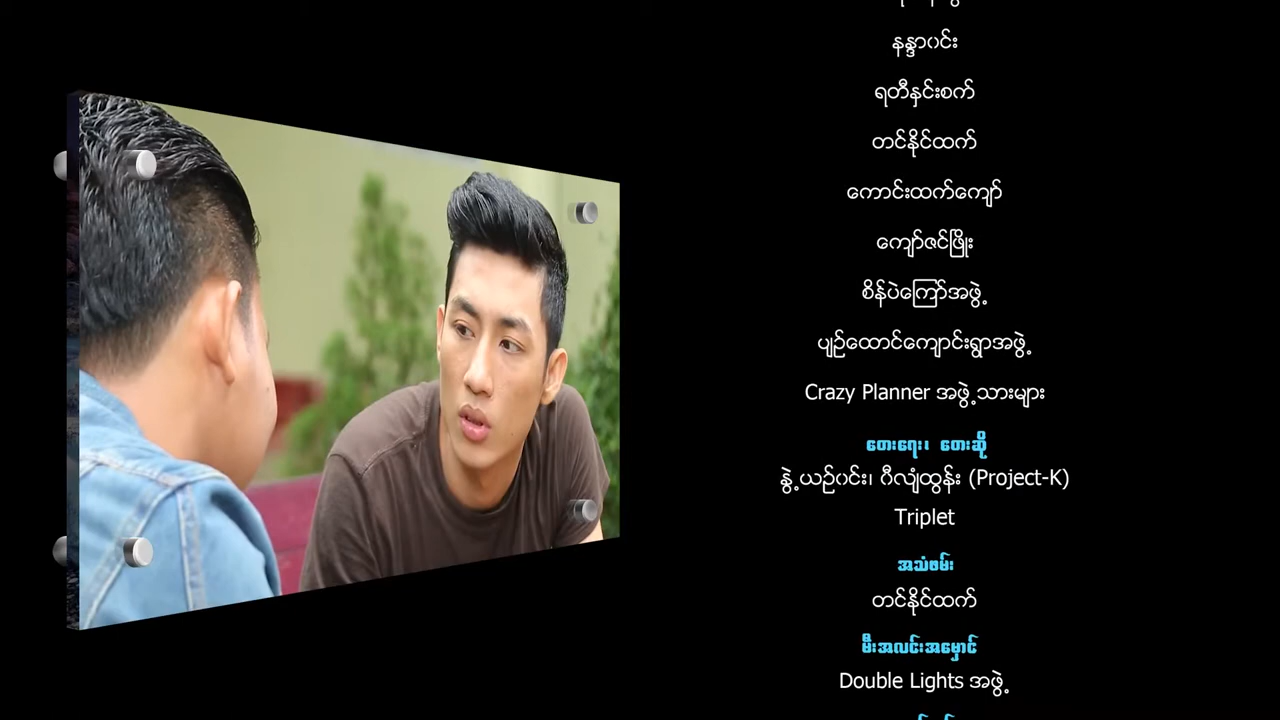 နန္ဒာဝင်း
ရတီနှင်းစက်
တင်နိုင်ထက်
ကောင်းထက်ကျော်
ကျော်ဇင်ဖြိုး
စိန်ပဲကြော်အဖွဲ့
ပျဉ်ထောင်ကျောင်းရွာအဖွဲ့
Crazy Planner အဖွဲ့သားများ
တေးရေး၊ တေးဆို
နွဲ့ယဉ်ဝင်း၊ ဂီလျံထွန်း (Project-K)
Triplet
အသံဖမ်း
တင်နိုင်ထက်
မီးအလင်းအမှောင်
Double Lights အဖွဲ့